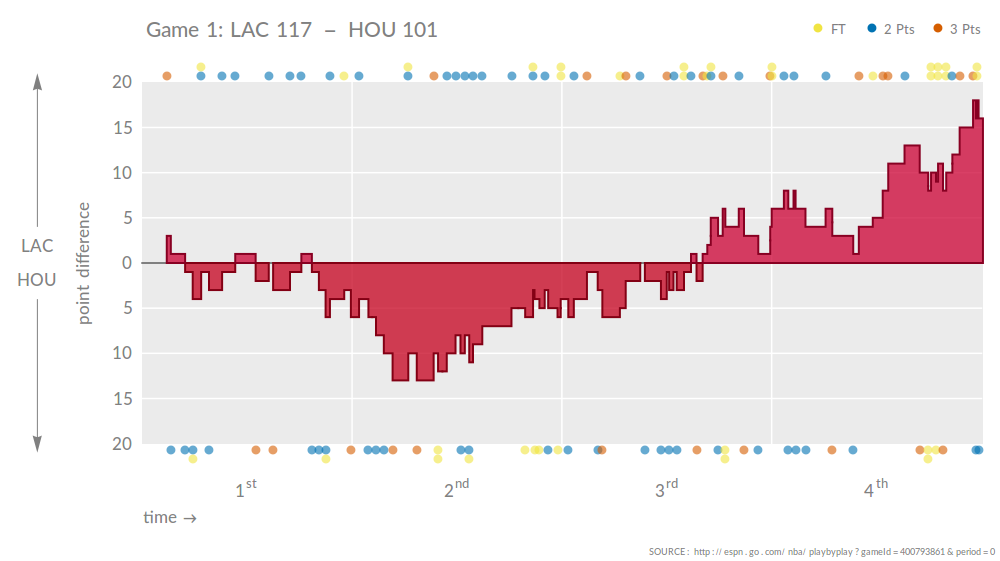 Game 1: LAC 117 – HOU 101
FT
2 Pts
3 Pts
20
15
10
5
0
5
10
15
20
LAC
HOU
point difference
1st
2nd
3rd
4th
time →
SOURCE: http://espn.go.com/nba/playbyplay?gameId=400793861&period=0